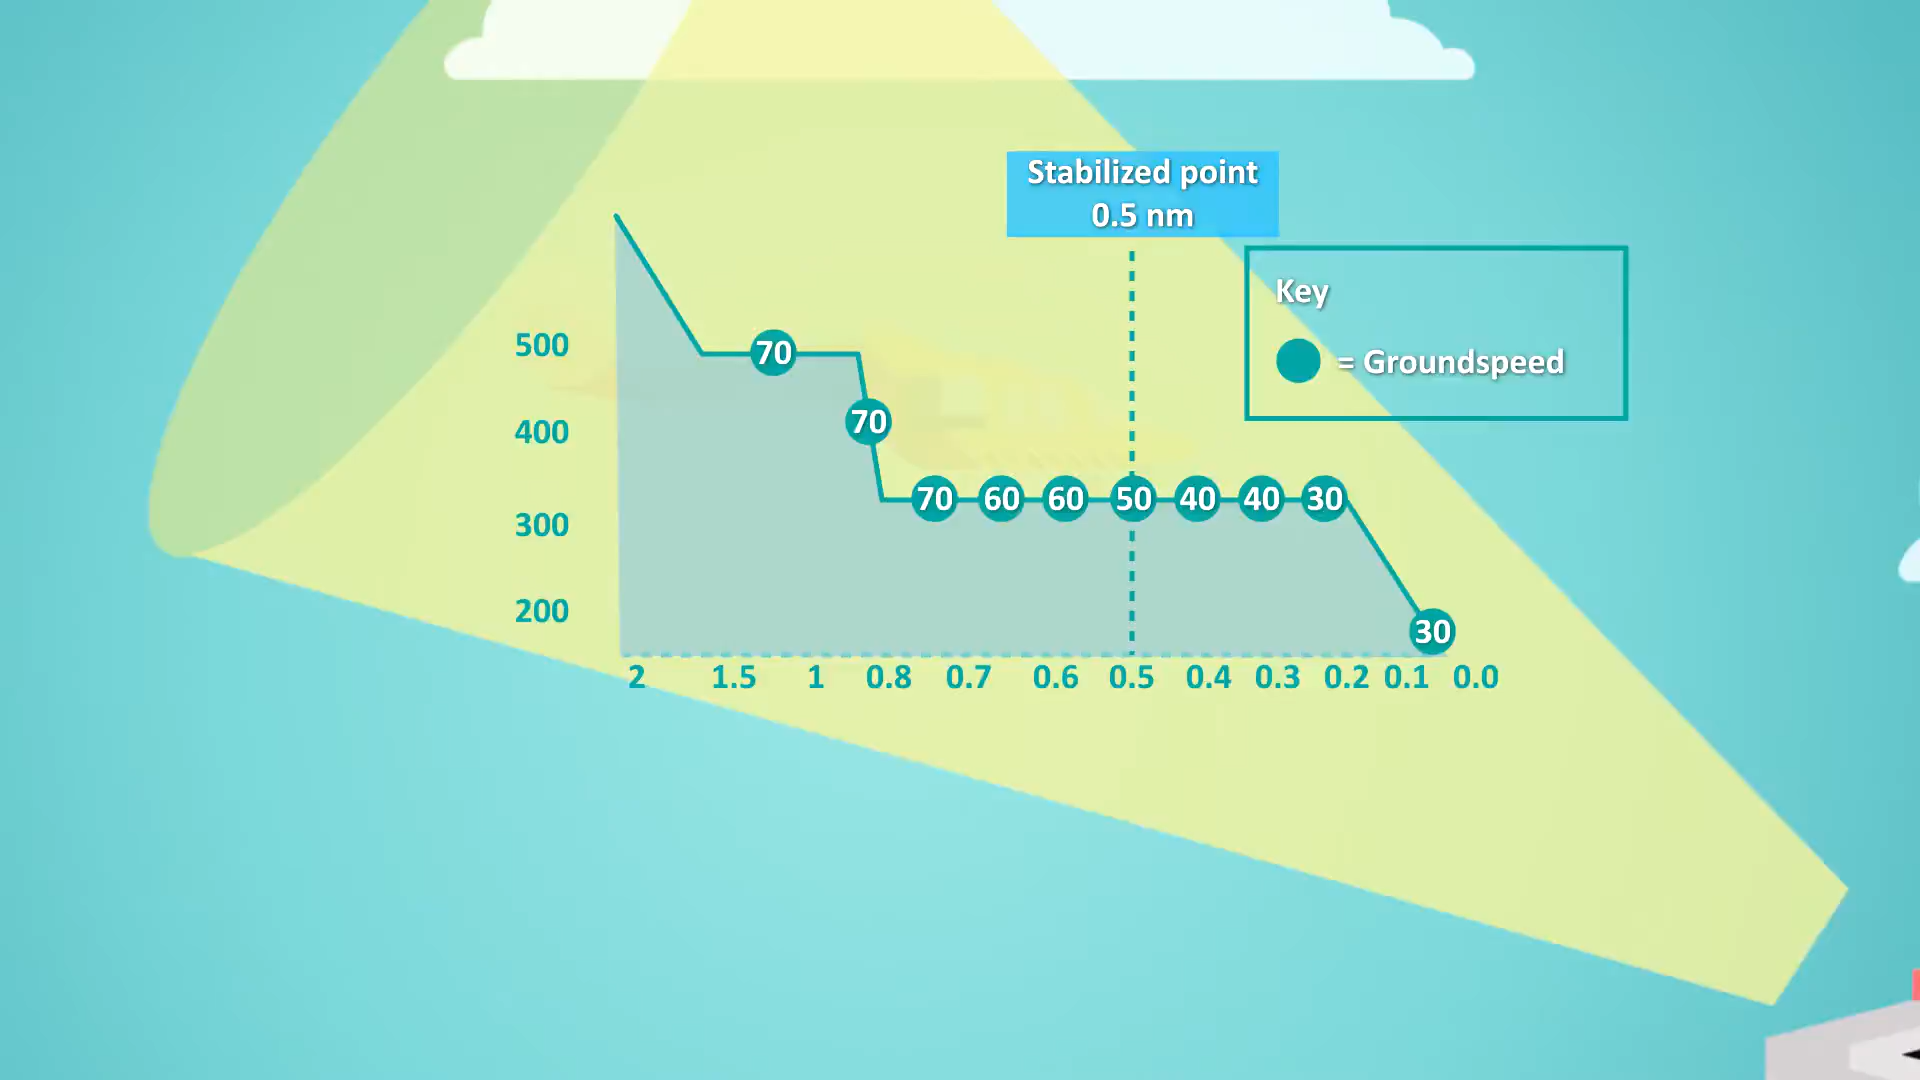 Stabilized point
0.5 nm
Key
= Groundspeed
500
70
400
70
300
70 60 60 50 40 40 30
200
30
2 1.5 1 0.8 0.7 0.6 0.5 0.4 0.3 0.2 0.1 0.0